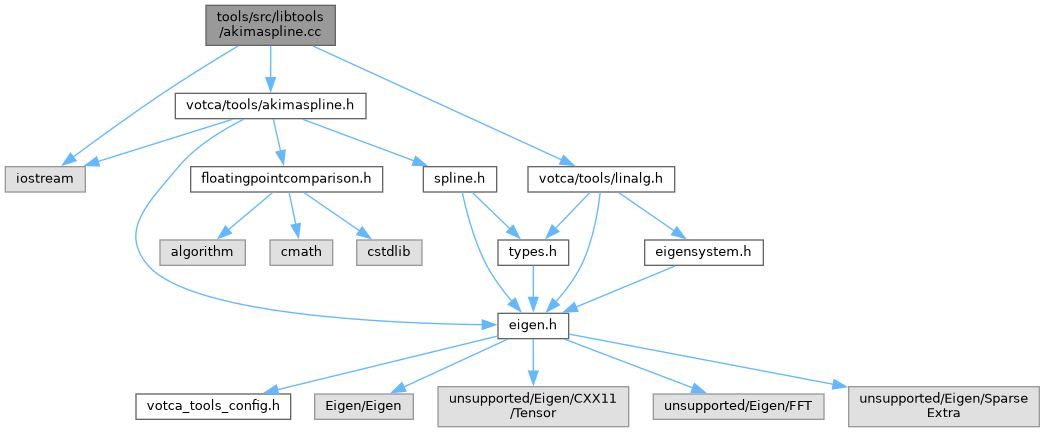 tools/src/libtools
/akimaspline.cc
votca/tools/akimaspline.h
iostream
floatingpointcomparison.h
spline.h
votca/tools/linalg.h
algorithm
cmath
cstdlib
types.h
eigensystem.h
eigen.h
votca_tools_config.h
Eigen/Eigen
unsupported/Eigen/CXX11
/Tensor
unsupported/Eigen/FFT
unsupported/Eigen/Sparse
Extra